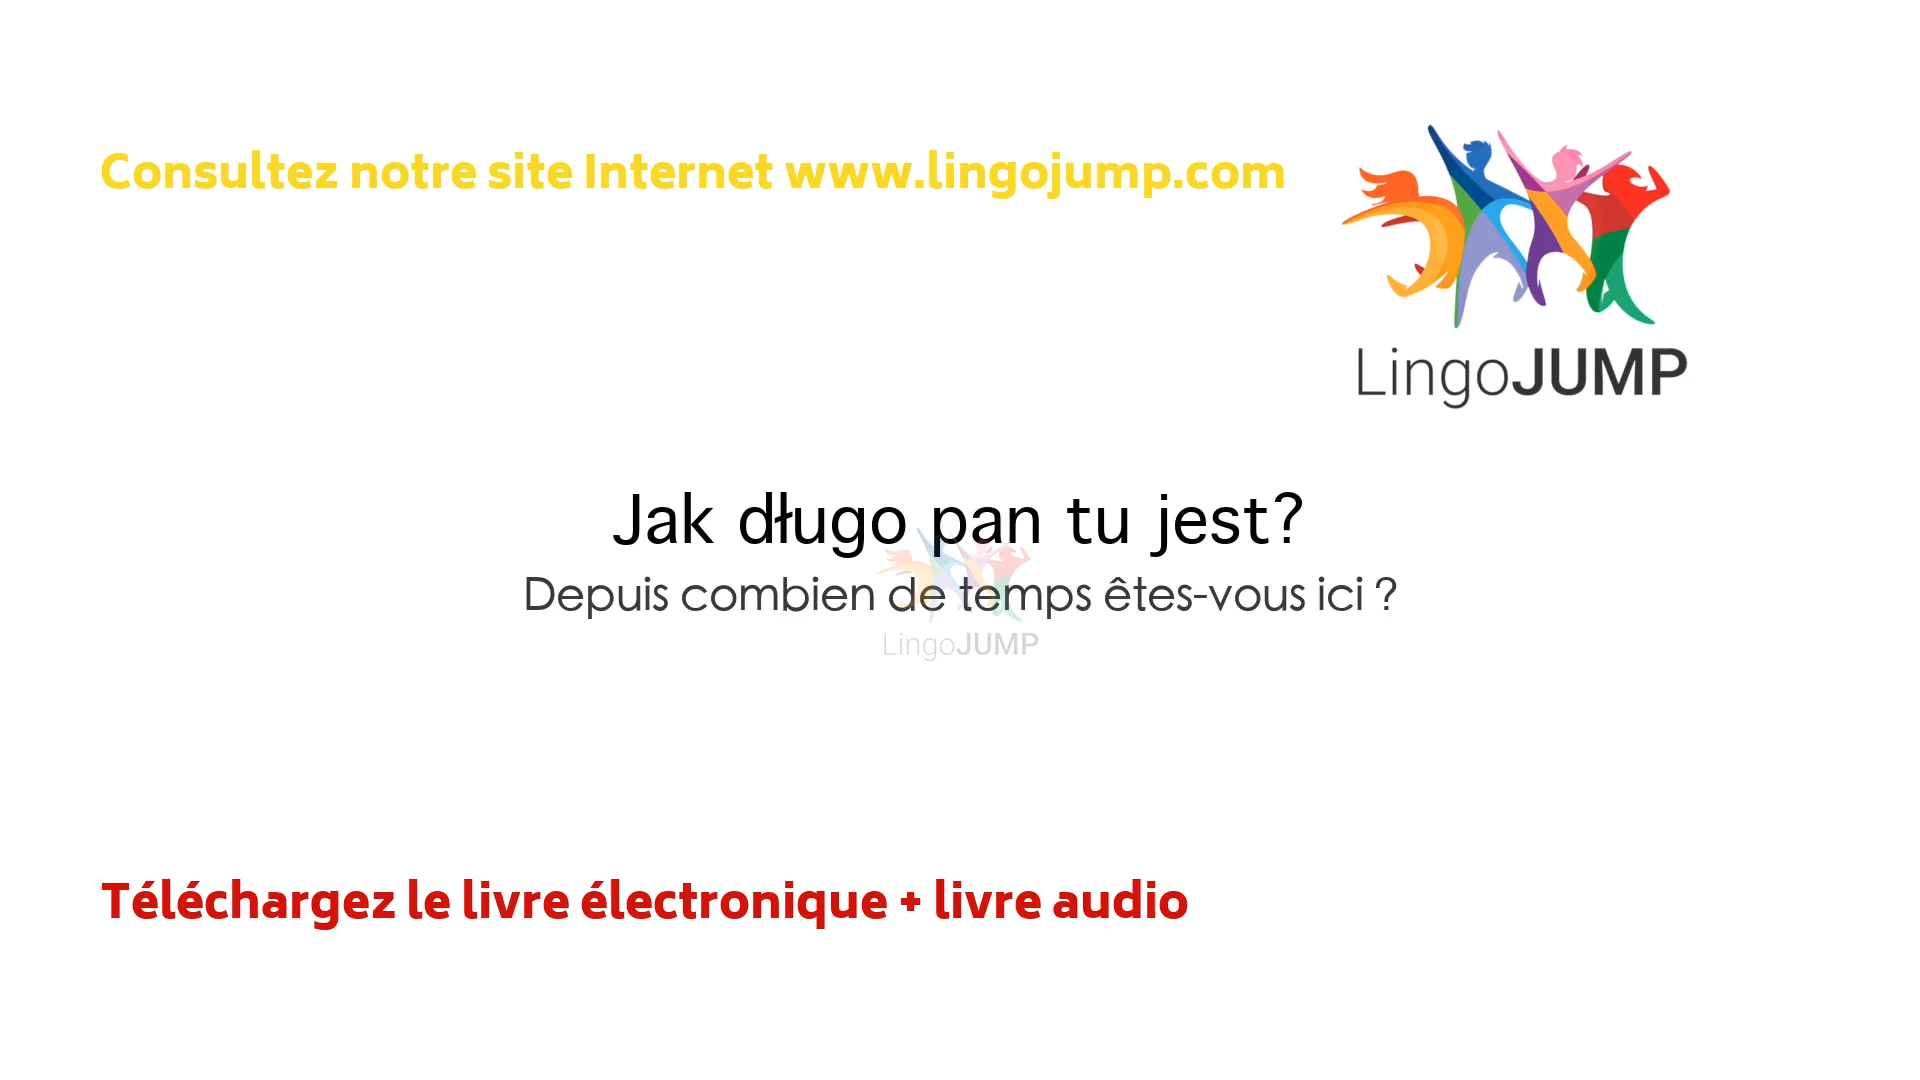 Consultez notre site Internet www.lingojump.com
LingoJUMP
Jak długo pan tu jest?
Depuis combien de temps êtes-vous ici ?
LingoJUMP
Téléchargez le livre électronique + livre audio